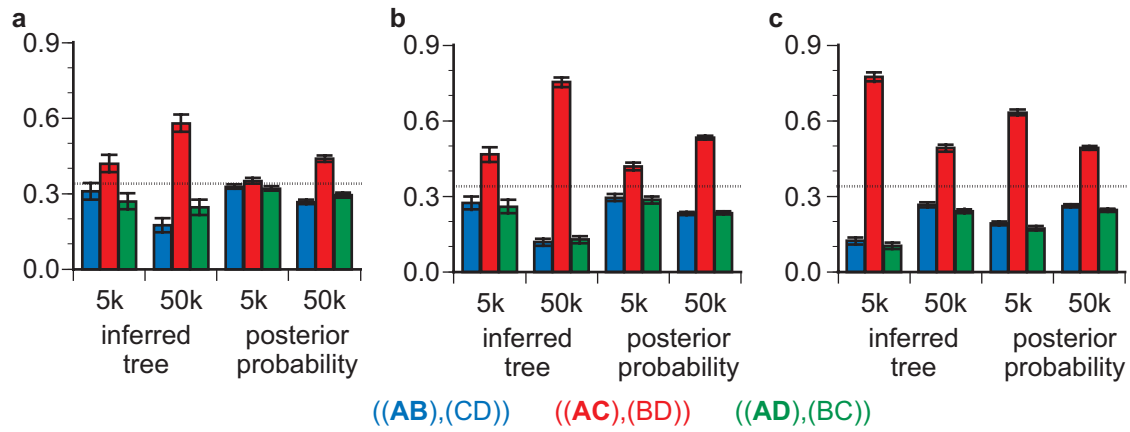 a
0.9
0.6
0.3
0.0
5k 50k 5k 50k
inferred tree
posterior probability
b
0.9
0.6
0.3
0.0
5k 50k 5k 50k
inferred tree
posterior probability
c
0.9
0.6
0.3
0.0
5k 50k 5k 50k
inferred tree
posterior probability
((AB),(CD)) ((AC),(BD)) ((AD),(BC))